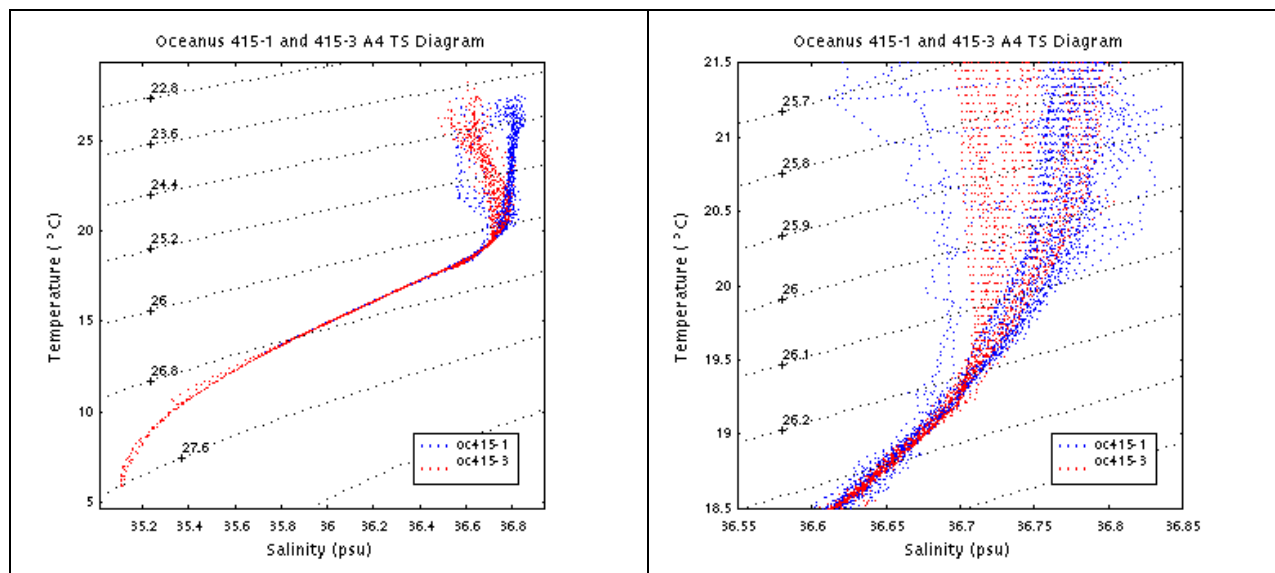 Oceanus 415-1 and 415-3 A4 TS Diagram
Temperature ( °C)
25
20
15
10
5
22.8
23.6
24.4
25.2
26
26.8
27.6
oc415-1
oc415-3
35.2 35.4 35.6 35.8 36 36.2 36.4 36.6 36.8
Salinity (psu)
Oceanus 415-1 and 415-3 A4 TS Diagram
Temperature ( °C)
21.5
21
20.5
20
19.5
19
18.5
25.7
25.8
25.9
26
26.1
26.2
oc415-1
oc415-3
36.55 36.6 36.65 36.7 36.75 36.8 36.85
Salinity (psu)